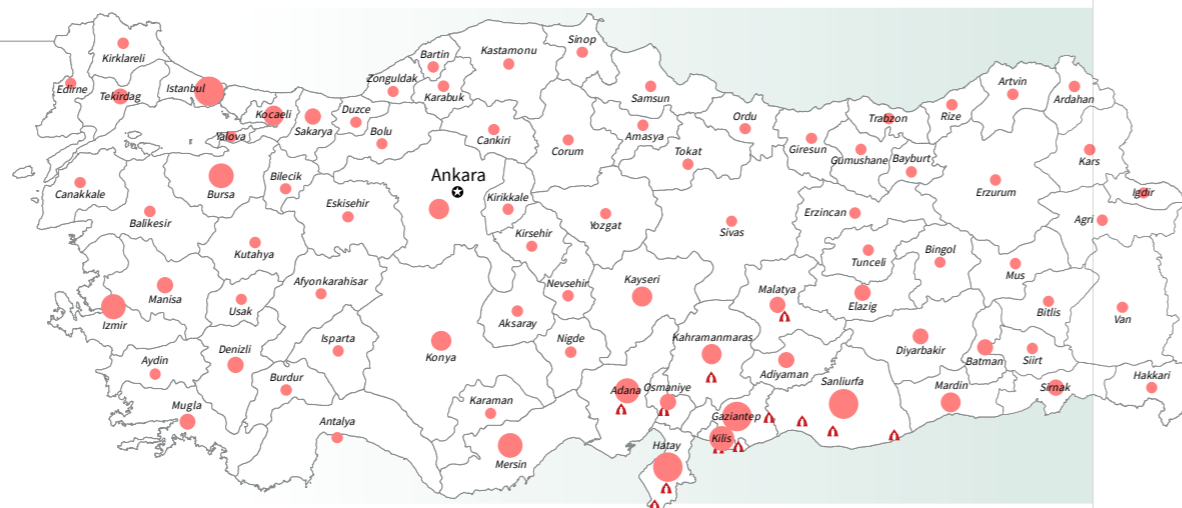 Sinop
Kastamonu
Bartin
Kirklareli
Zonguldak
Artvin
Edirne
Istanbul
Tekirdag
Karabuk
Samsun
Ardahan
Kocaeli
Duzce
Ordu
Trabzon
Rize
Yalova
Sakarya
Bolu
Cankiri
Amasya
Corum
Tokat
Giresun
Gumushane
Bayburt
Kars
Ankara
Canakkale
Bursa
Bilecik
Kirikkale
Erzurum
Igdir
Eskisehir
Balikesir
Yozgat
Sivas
Erzincan
Agri
Kirsehir
Kutahya
Tunceli
Bingol
Mus
Afyonkarahisar
Nevsehir
Kayseri
Malatya
Manisa
Usak
Elazig
Izmir
Aksaray
Bitlis
Van
Isparta
Konya
Nigde
Kahramanmaras
Denizli
Diyarbakir
Batman
Siirt
Aydin
Burdur
Adiyaman
Sanliurfa
Mardin
Hakkari
Adana
Osmaniye
Sirnak
Mugla
Karaman
Antalya
Gaziantep
Kilis
Hatay
Mersin